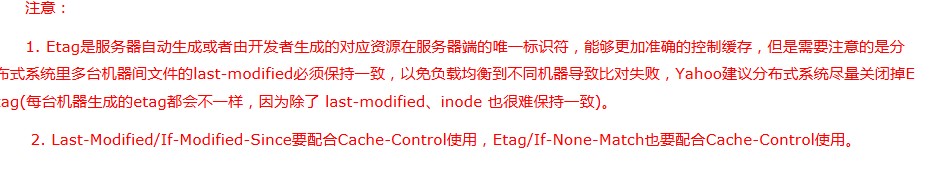 注意：
1. Etag是服务器自动生成或者由开发者生成的对应资源在服务器端的唯一标识符，能够更加准确的控制缓存，但是需要注意的是分
布式系统里多台机器间文件的last-modified必须保持一致，以免负载均衡到不同机器导致比对失败，Yahoo建议分布式系统尽量关闭掉E
tag(每台机器生成的etag都会不一样，因为除了 last-modified、inode 也很难保持一致)。
2. Last-Modified/If-Modified-Since要配合Cache-Control使用，Etag/If-None-Match也要配合Cache-Control使用。